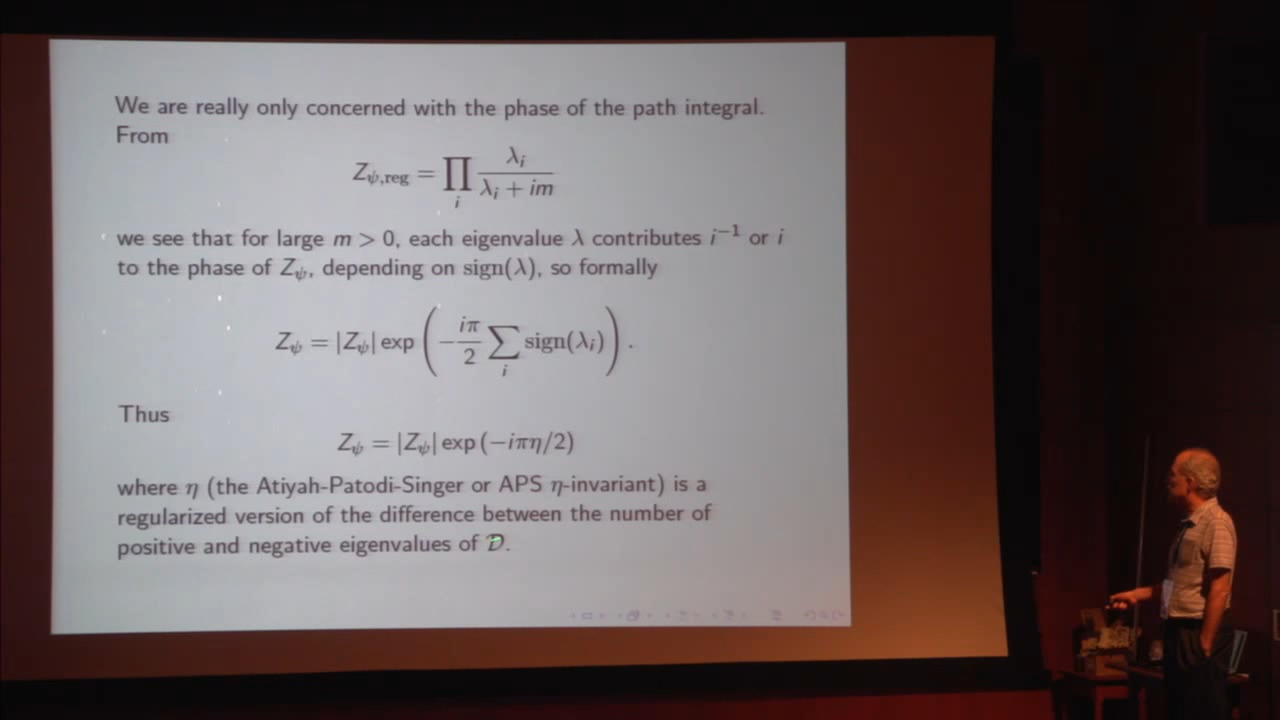 We are really only concerned with the phase of the path integral.
From
Z_{ψ,reg} = ∏_i λ_i / (λ_i + im)
we see that for large m > 0, each eigenvalue λ contributes i^{-1} or i
to the phase of Z_ψ, depending on sign(λ), so formally
Z_ψ = |Z_ψ| exp ( − iπ/2 ∑_i sign(λ_i) ) .
Thus
Z_ψ = |Z_ψ| exp (−iπη/2)
where η (the Atiyah-Patodi-Singer or APS η-invariant) is a
regularized version of the difference between the number of
positive and negative eigenvalues of 𝒟.